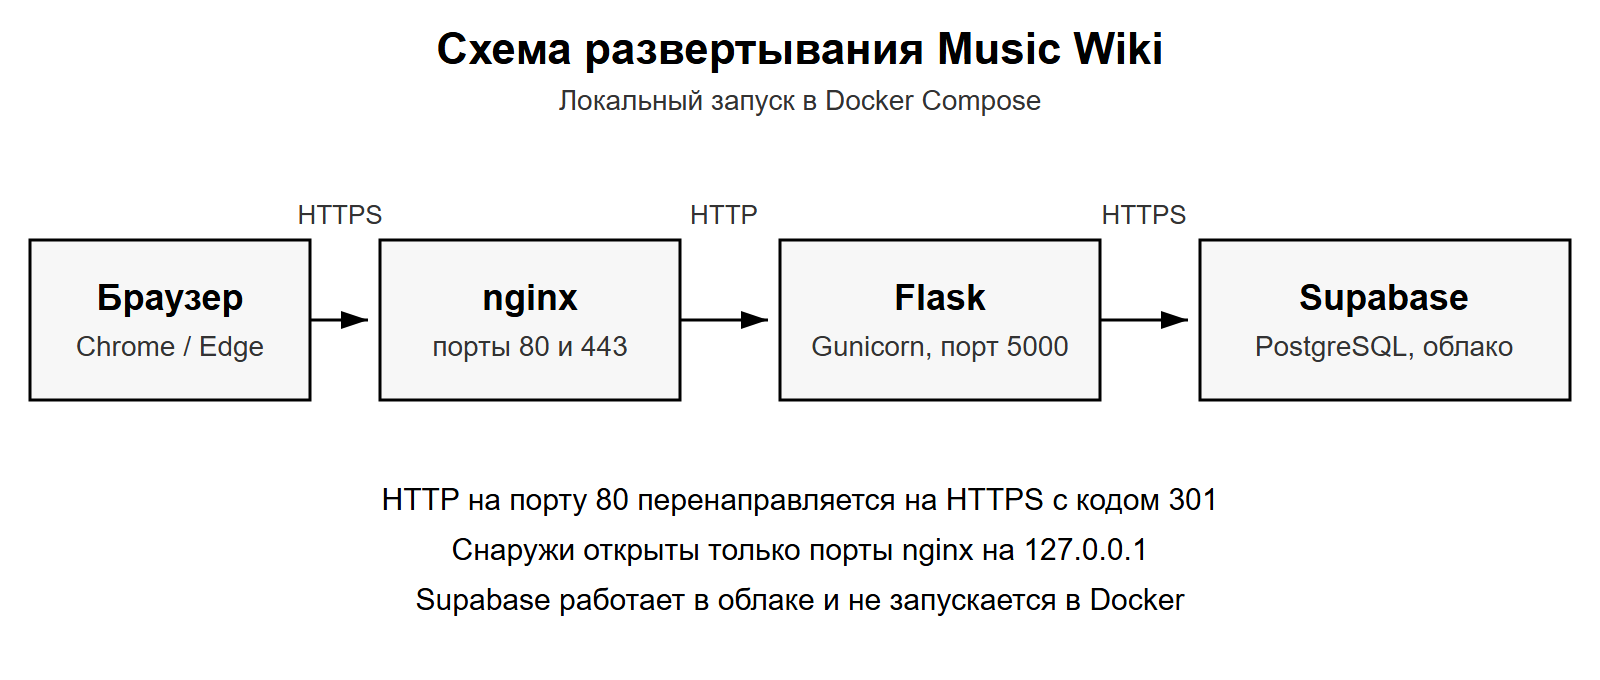 Схема развертывания Music Wiki
Локальный запуск в Docker Compose
HTTPS
HTTP
HTTPS
Браузер
Chrome / Edge
nginx
порты 80 и 443
Flask
Gunicorn, порт 5000
Supabase
PostgreSQL, облако
HTTP на порту 80 перенаправляется на HTTPS с кодом 301
Снаружи открыты только порты nginx на 127.0.0.1
Supabase работает в облаке и не запускается в Docker